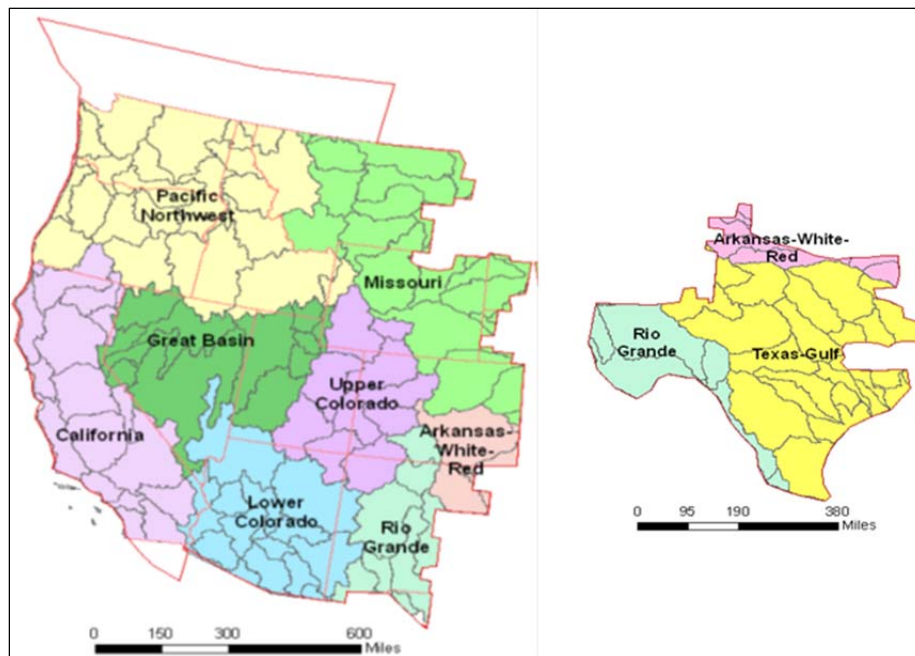 Pacific
Northwest
Missouri
Great Basin
Upper
Colorado
California
Arkansas-
White-
Red
Lower
Colorado
Rio
Grande
0 150 300 600
Miles
Arkansas-White-
Red
Rio
Grande
Texas-Gulf
0 95 190 380
Miles